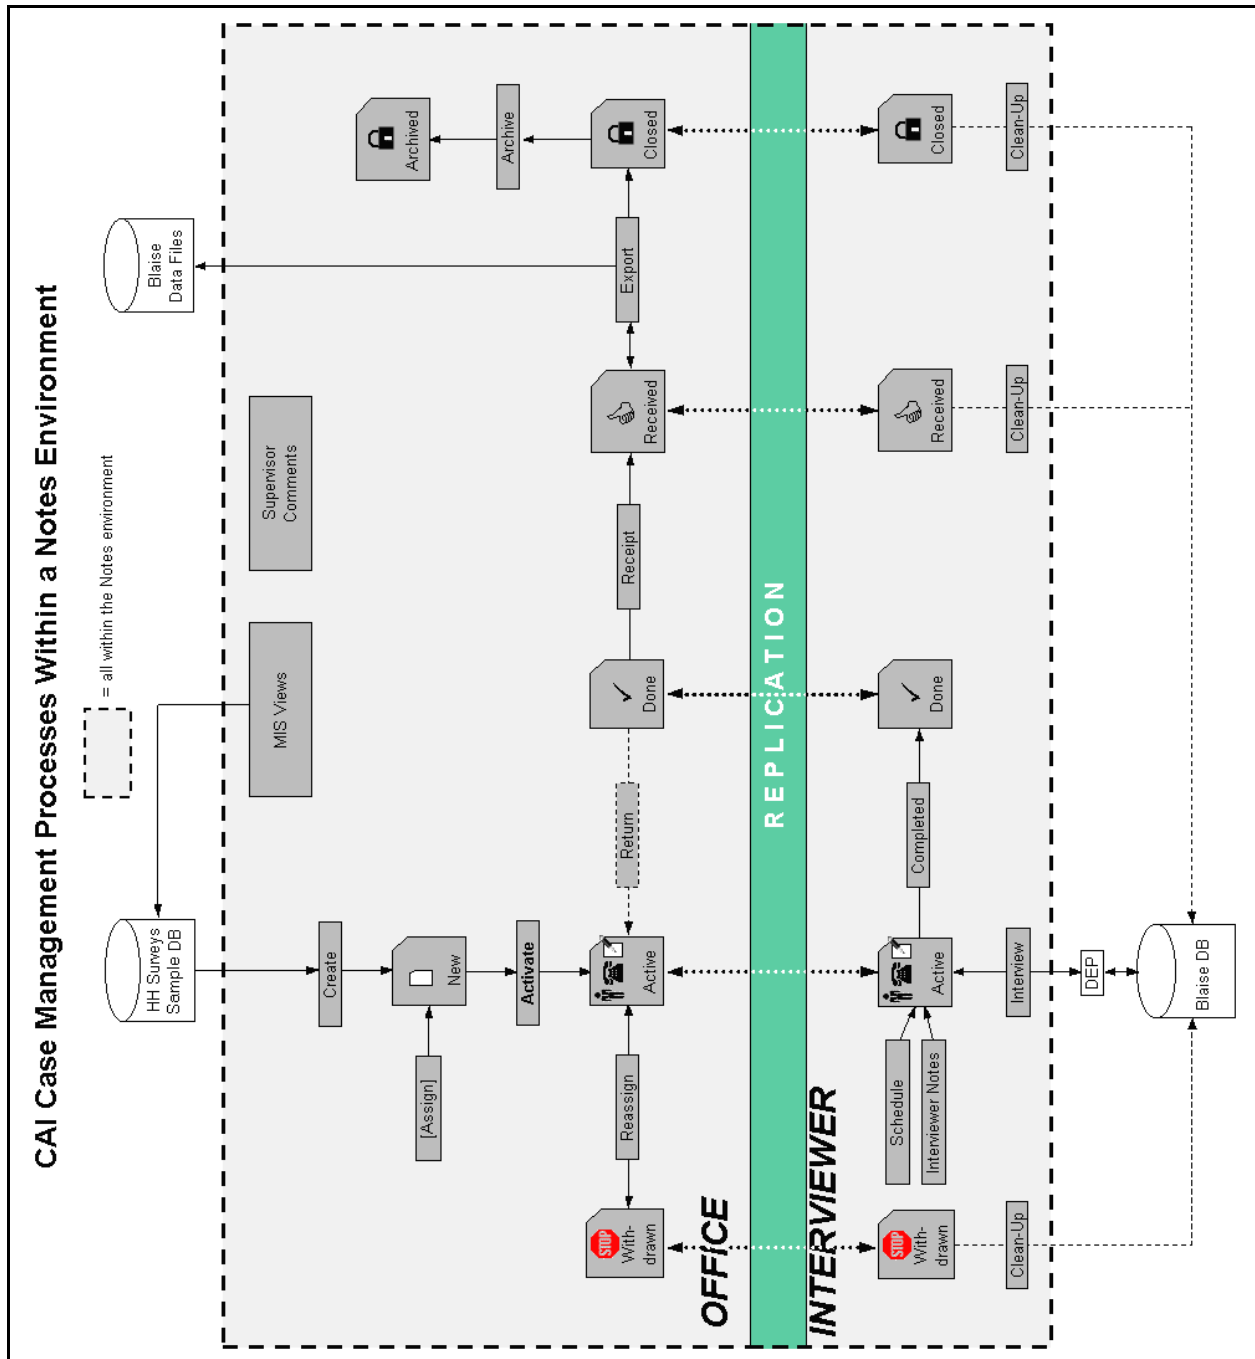 CAI Case Management Processes Within a Notes Environment
= all within the Notes environment
HH Surveys
Sample DB
Blaise
Data Files
MIS Views
Supervisor
Comments
Create
[Assign]
New
Activate
Archived
Archive
STOP
With-
drawn
Reassign
Active
Return
Done
Receipt
Received
Export
Closed
OFFICE
REPLICATION
INTERVIEWER
STOP
With-
drawn
Schedule
Interviewer Notes
Active
Completed
Done
Received
Closed
Clean-Up
Interview
Clean-Up
Clean-Up
DEP
Blaise DB